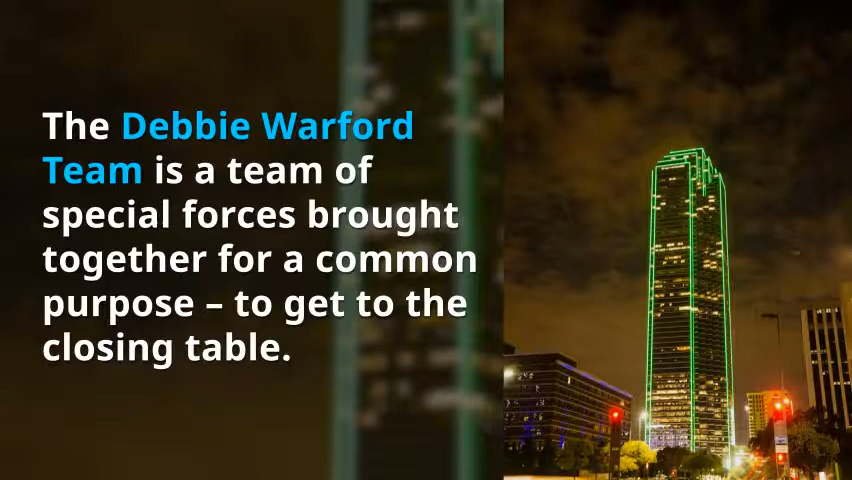 The Debbie Warford
Team is a team of
special forces brought
together for a common
purpose – to get to the
closing table.